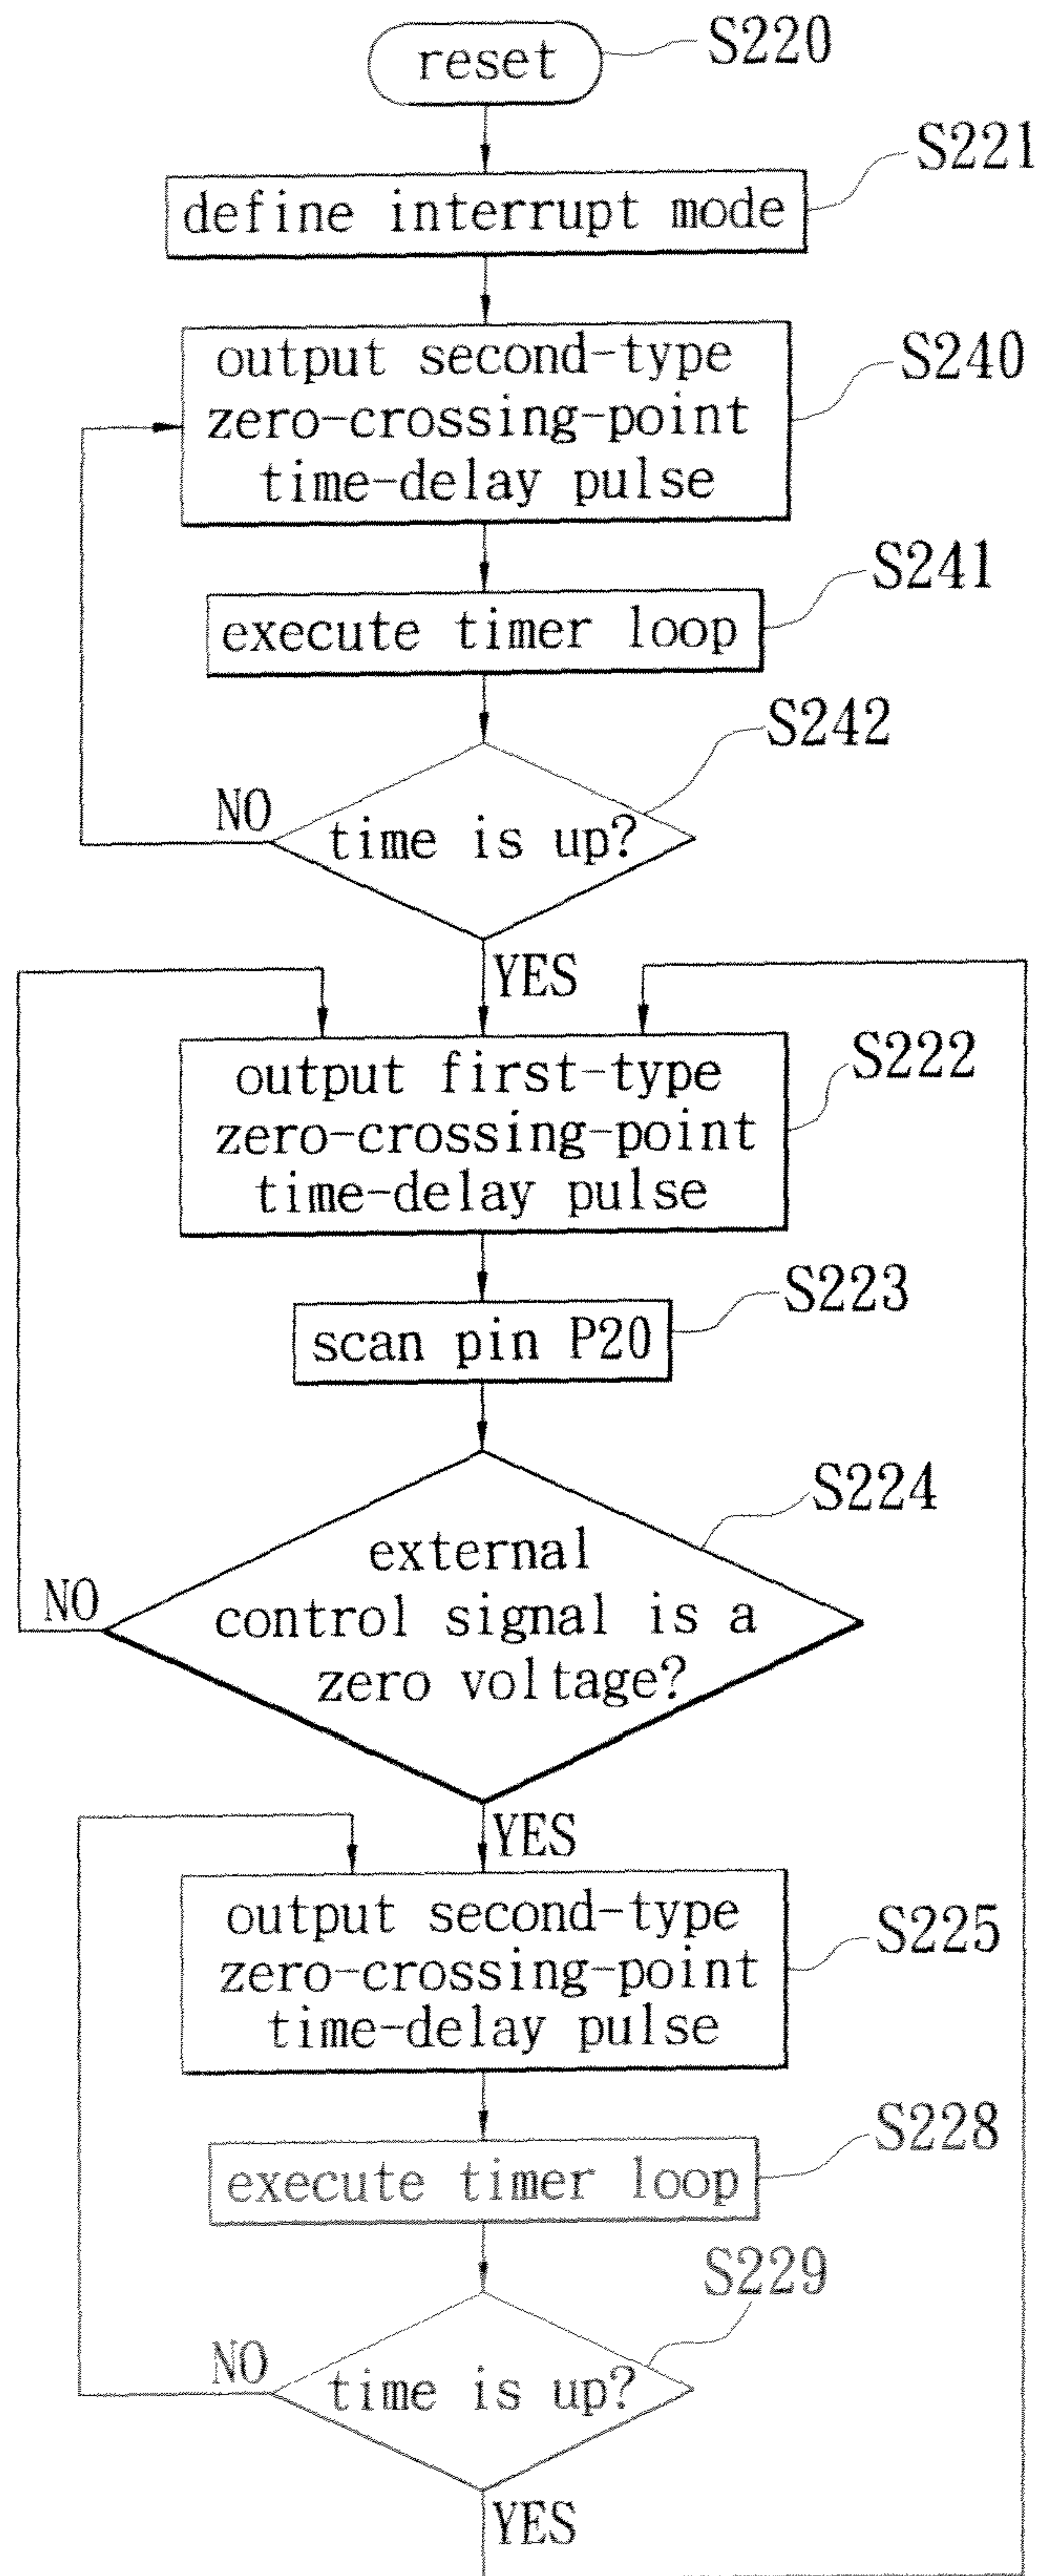 reset
S220
S221
define interrupt mode
S240
output second-type
zero-crossing-point
time-delay pulse
S241
execute timer loop
S242
NO
time is up?
YES
S222
output first-type
zero-crossing-point
time-delay pulse
S223
scan pin P20
S224
external
NO
control signal is a
zero voltage?
YES
S225
output second-type
zero-crossing-point
time-delay pulse
S228
execute timer loop
S229
NO
time is up?
YES